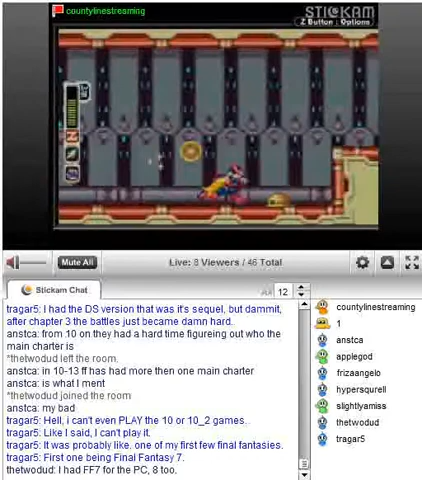 countylinestreaming
STICKAM
Z Button : Options
Mute All
Live: 8 Viewers / 46 Total
Stickam Chat
AA 12
tragar5: I had the DS version that was it's sequel, but dammit,
after chapter 3 the battles just became damn hard.
anstca: from 10 on they had a hard time figureing out who the
main charter is
*thetwodud left the room.
anstca: in 10-13 ff has had more then one main charter
anstca: is what I ment
*thetwodud joined the room
anstca: my bad
tragar5: Hell, i can't even PLAY the 10 or 10_2 games..
tragar5: Like I said, I can't play it.
tragar5: It was probably like, one of my first few final fantasies.
tragar5: First one being Final Fantasy 7.
thetwodud: I had FF7 for the PC, 8 too.
countylinestreaming
1
anstca
applegod
frizaangelo
hypersqurell
slightlyamiss
thetwodud
tragar5